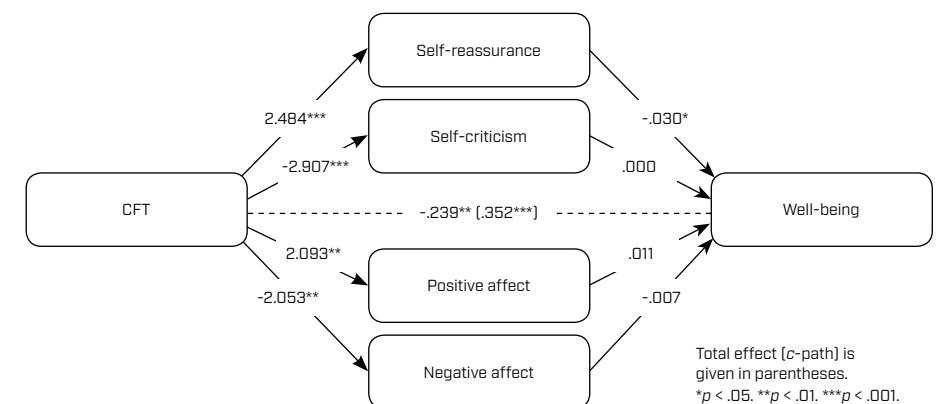 Self-reassurance
2.484***
-.030*
Self-criticism
-2.907***
.000
CFT
-.239** (.352***)
Well-being
2.093**
.011
Positive affect
-2.053**
-.007
Negative affect
Total effect (c-path) is
given in parentheses.
*p < .05. **p < .01. ***p < .001.